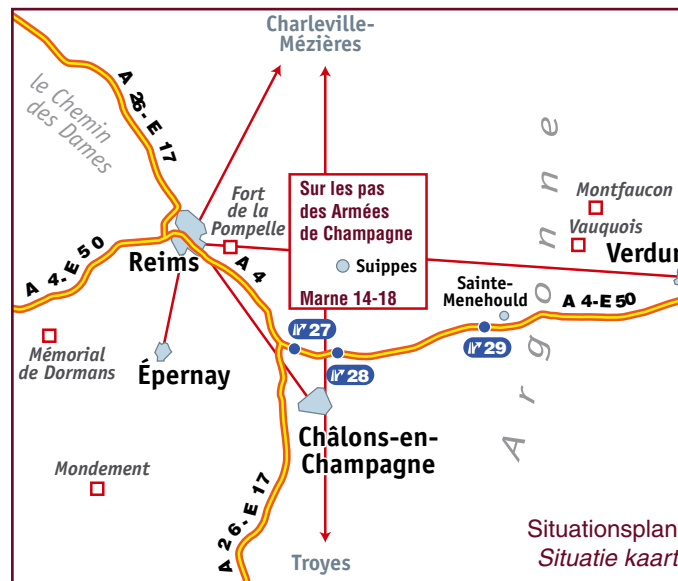 Charleville-
Mézières
A 26-E 17
le Chemin
des Dames
Fort
de la
Pompelle
Sur les pas
des Armées
de Champagne
Suippes
Marne 14-18
Argonne
Montfaucon
Vauquois
Verdun
Reims
A 4-E 50
A 4
Sainte-
Menehould
A 4-E 50
27
28
29
Mémorial
de Dormans
Épernay
Châlons-en-
Champagne
Mondement
A 26-E 17
Troyes
Situationsplan
Situatie kaart